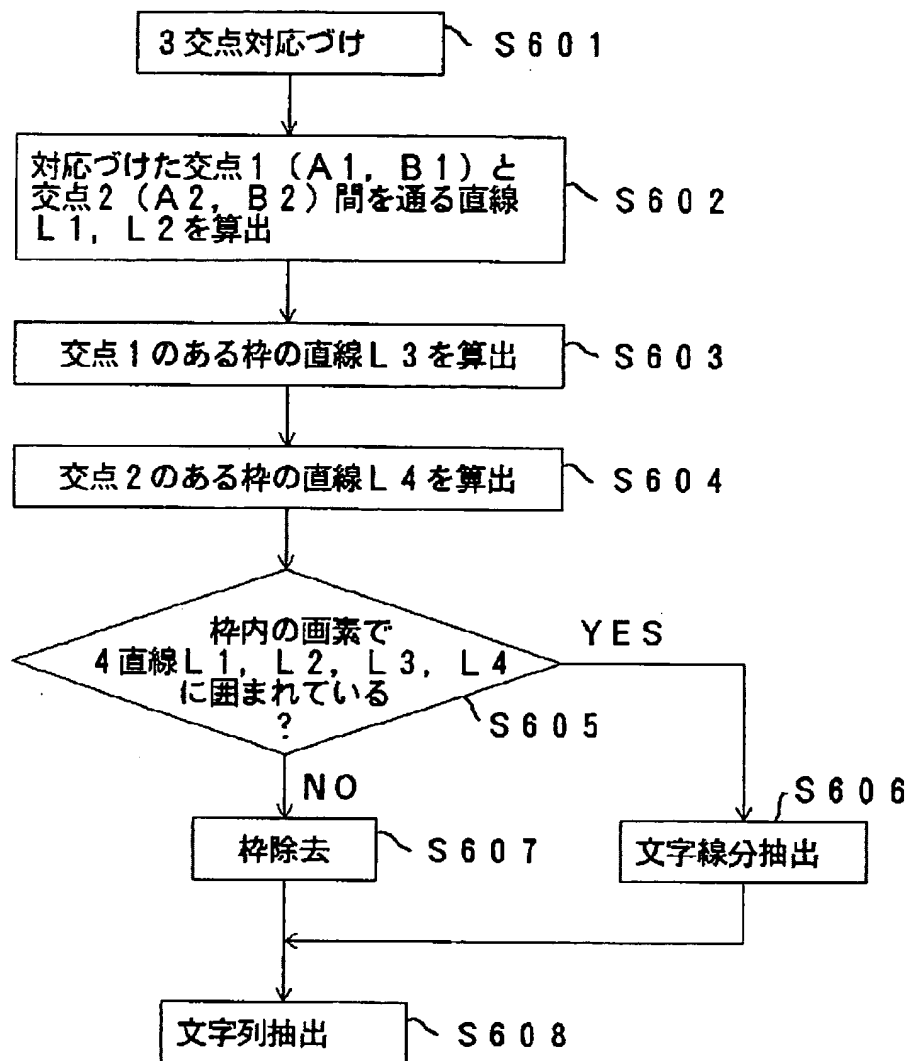 3交点対応づけ
S601
対応づけた交点1(A1,B1)と
交点2(A2,B2)間を通る直線
L1,L2を算出
S602
交点1のある枠の直線L3を算出
S603
交点2のある枠の直線L4を算出
S604
枠内の画素で
4直線L1,L2,L3,L4
に囲まれている
?
S605
YES
NO
S606
文字線分抽出
枠除去
S607
文字列抽出
S608